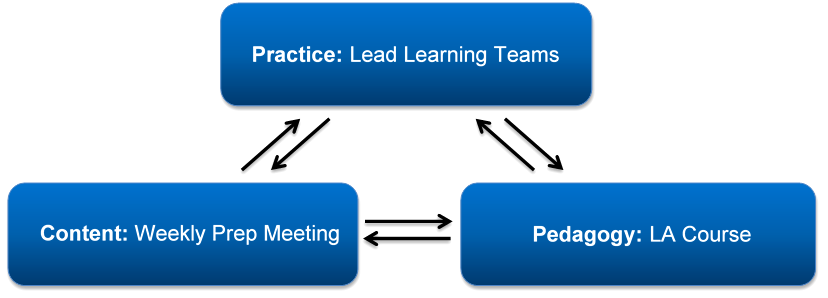 Practice: Lead Learning Teams
Content: Weekly Prep Meeting
Pedagogy: LA Course